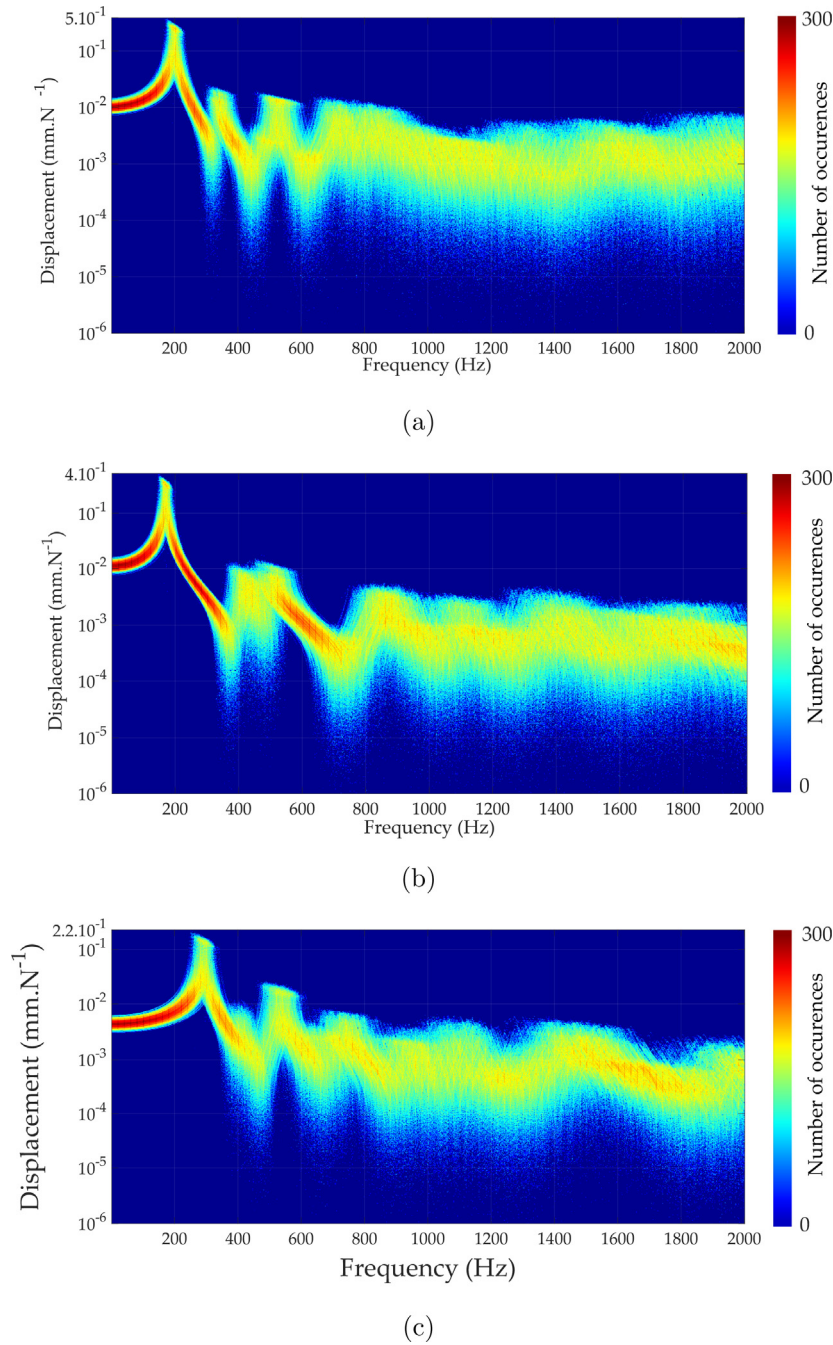 5.10⁻¹
10⁻¹
10⁻²
10⁻³
10⁻⁴
10⁻⁵
10⁻⁶
Displacement (mm.N ⁻¹)
200 400 600 800 1000 1200 1400 1600 1800 2000
Frequency (Hz)
300
0
Number of occurences
(a)
4.10⁻¹
10⁻¹
10⁻²
10⁻³
10⁻⁴
10⁻⁵
10⁻⁶
Displacement (mm.N⁻¹)
200 400 600 800 1000 1200 1400 1600 1800 2000
Frequency (Hz)
300
0
Number of occurences
(b)
2.2.10⁻¹
10⁻¹
10⁻²
10⁻³
10⁻⁴
10⁻⁵
10⁻⁶
Displacement (mm.N⁻¹)
200 400 600 800 1000 1200 1400 1600 1800 2000
Frequency (Hz)
300
0
Number of occurences
(c)